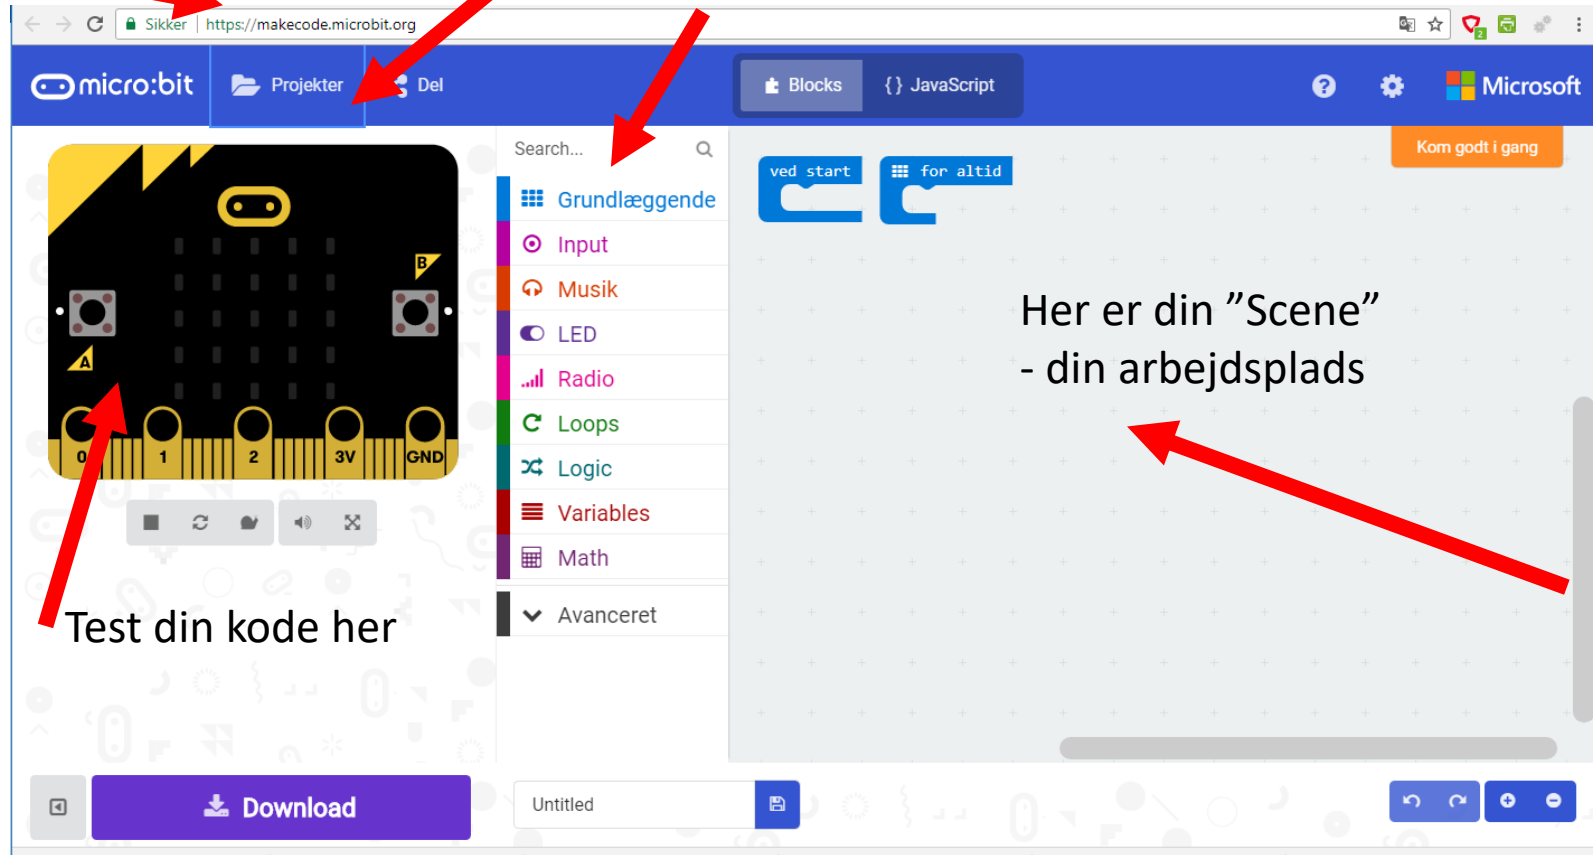 Sikker | https://makecode.microbit.org
2
micro:bit
Projekter
Del
Blocks
{ } JavaScript
Microsoft
Search...
Kom godt i gang
ved start
for altid
Grundlæggende
Input
Musik
LED
Radio
Loops
Logic
Variables
Math
Avanceret
B
A
0
1
2
3V
GND
Her er din ”Scene”
- din arbejdsplads
Test din kode her
Download
Untitled